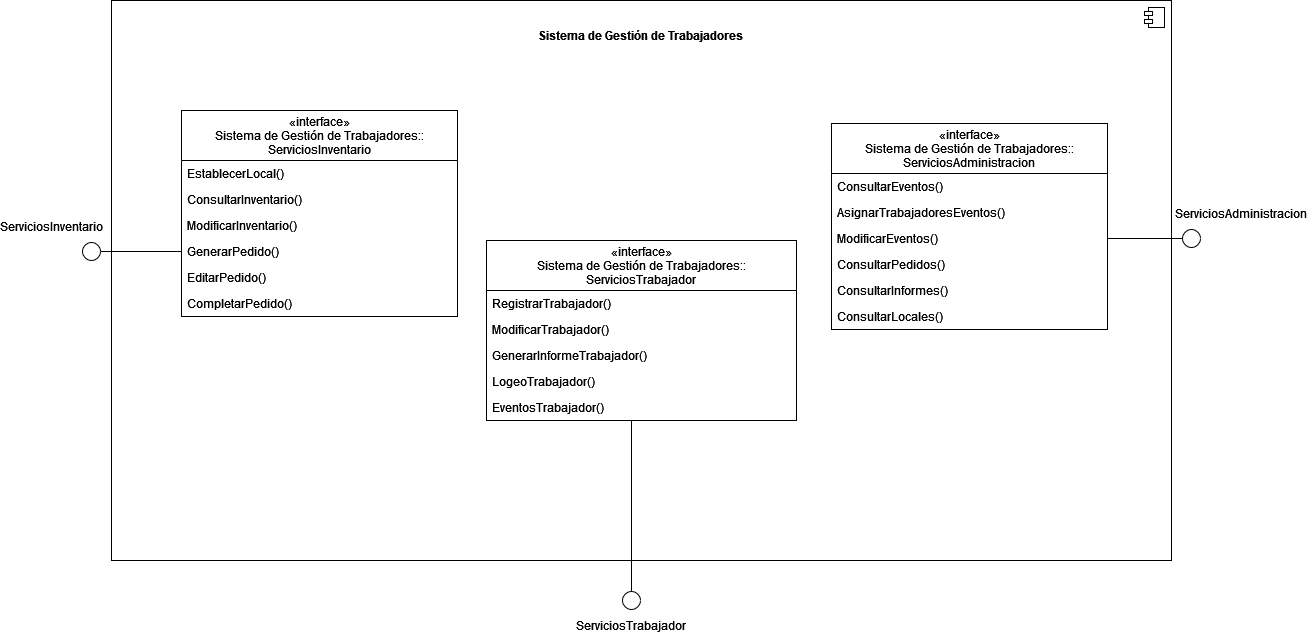 Sistema de Gestión de Trabajadores
«interface»
Sistema de Gestión de Trabajadores::
ServiciosInventario
EstablecerLocal()
ConsultarInventario()
ModificarInventario()
GenerarPedido()
EditarPedido()
CompletarPedido()
ServiciosInventario
«interface»
Sistema de Gestión de Trabajadores::
ServiciosTrabajador
RegistrarTrabajador()
ModificarTrabajador()
GenerarInformeTrabajador()
LogeoTrabajador()
EventosTrabajador()
ServiciosTrabajador
«interface»
Sistema de Gestión de Trabajadores::
ServiciosAdministracion
ConsultarEventos()
AsignarTrabajadoresEventos()
ModificarEventos()
ConsultarPedidos()
ConsultarInformes()
ConsultarLocales()
ServiciosAdministracion